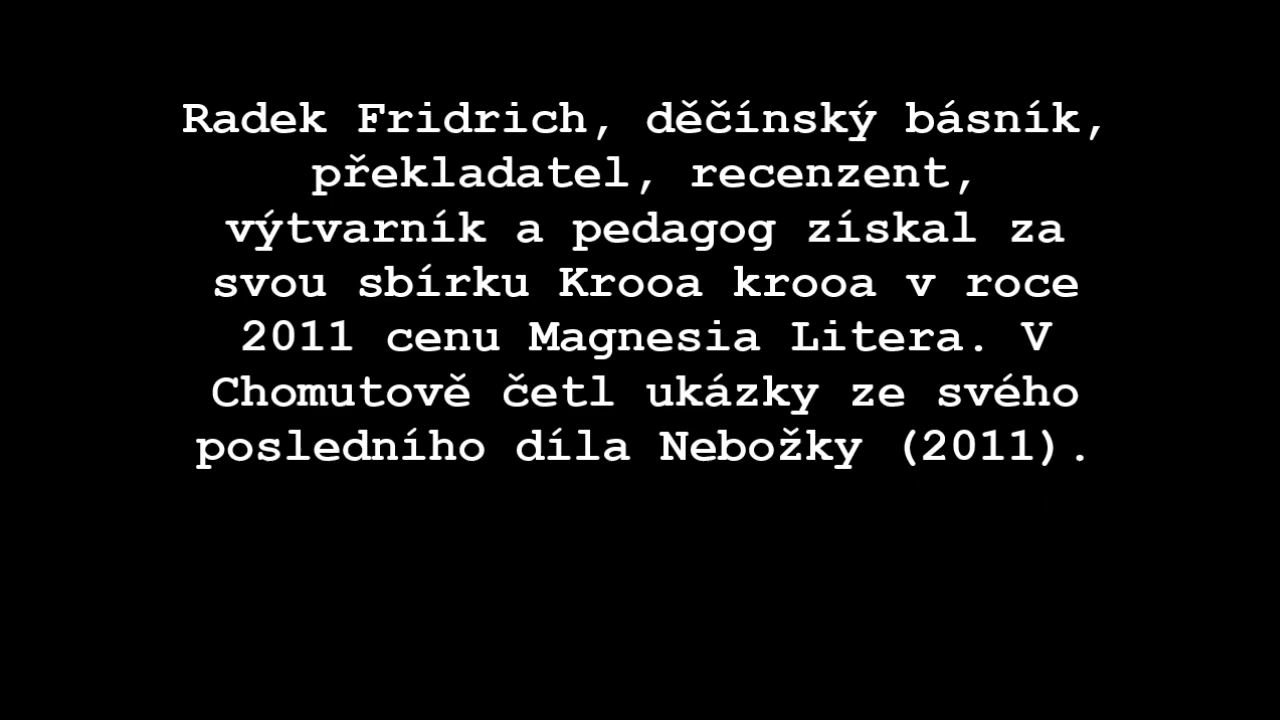 Radek Fridrich, děčínský básník,
překladatel, recenzent,
výtvarník a pedagog získal za
svou sbírku Krooa krooa v roce
2011 cenu Magnesia Litera. V
Chomutově četl ukázky ze svého
posledního díla Nebožky (2011).